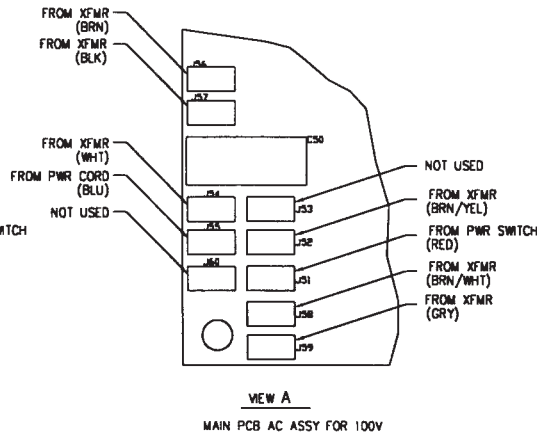 FROM XFMR
(BRN)
FROM XFMR
(BLK)
J56
J57
C50
FROM XFMR
(WHT)
FROM PWR CORD
(BLU)
NOT USED
WITCH
J54
J55
J60
J53
J52
J51
J58
J59
NOT USED
FROM XFMR
(BRN/YEL)
FROM PWR SWITCH
(RED)
FROM XFMR
(BRN/WHT)
FROM XFMR
(GRY)
VIEW A
MAIN PCB AC ASSY FOR 100V